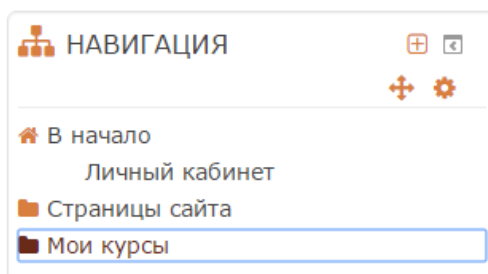 НАВИГАЦИЯ
В начало
Личный кабинет
Страницы сайта
Мои курсы